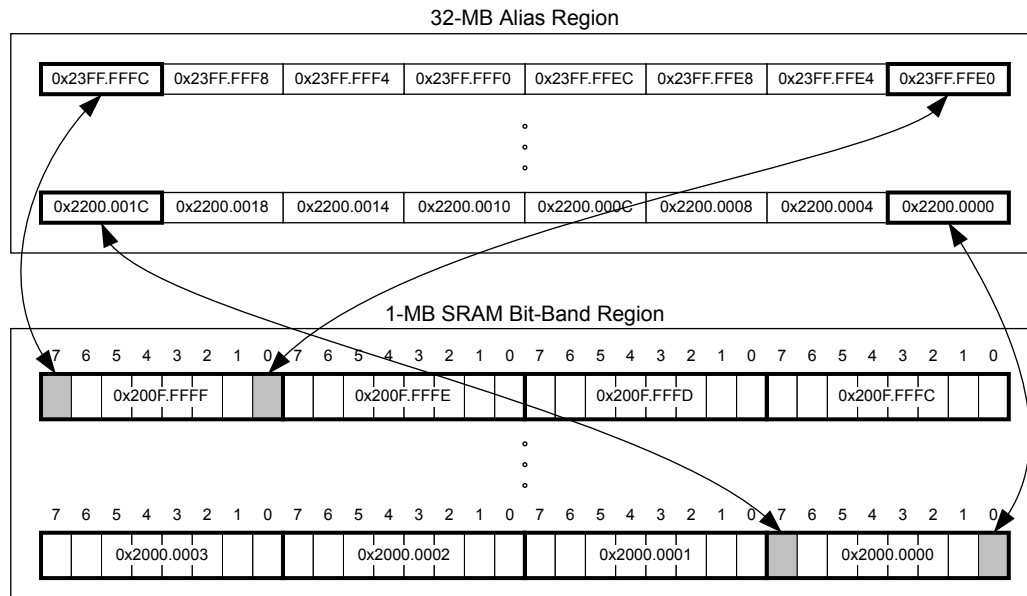 32-MB Alias Region
0x23FF.FFFC 0x23FF.FFF8 0x23FF.FFF4 0x23FF.FFF0 0x23FF.FFEC 0x23FF.FFE8 0x23FF.FFE4 0x23FF.FFE0
0x2200.001C 0x2200.0018 0x2200.0014 0x2200.0010 0x2200.000C 0x2200.0008 0x2200.0004 0x2200.0000
1-MB SRAM Bit-Band Region
7 6 5 4 3 2 1 0 7 6 5 4 3 2 1 0 7 6 5 4 3 2 1 0 7 6 5 4 3 2 1 0
0x200F.FFFF 0x200F.FFFE 0x200F.FFFD 0x200F.FFFC
7 6 5 4 3 2 1 0 7 6 5 4 3 2 1 0 7 6 5 4 3 2 1 0 7 6 5 4 3 2 1 0
0x2000.0003 0x2000.0002 0x2000.0001 0x2000.0000